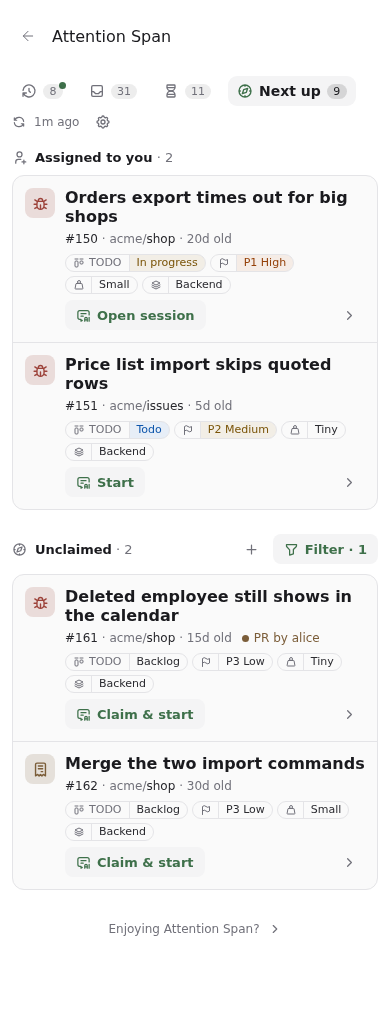 Attention Span
8
31
11
Next up 9
1m ago
Assigned to you · 2
Orders export times out for big
shops
#150 · acme/shop · 20d old
TODO In progress P1 High
Small Backend
Open session
Price list import skips quoted
rows
#151 · acme/issues · 5d old
TODO Todo P2 Medium Tiny
Backend
Start
Unclaimed · 2
Filter · 1
Deleted employee still shows in
the calendar
#161 · acme/shop · 15d old PR by alice
TODO Backlog P3 Low Tiny
Backend
Claim & start
Merge the two import commands
#162 · acme/shop · 30d old
TODO Backlog P3 Low Small
Backend
Claim & start
Enjoying Attention Span?